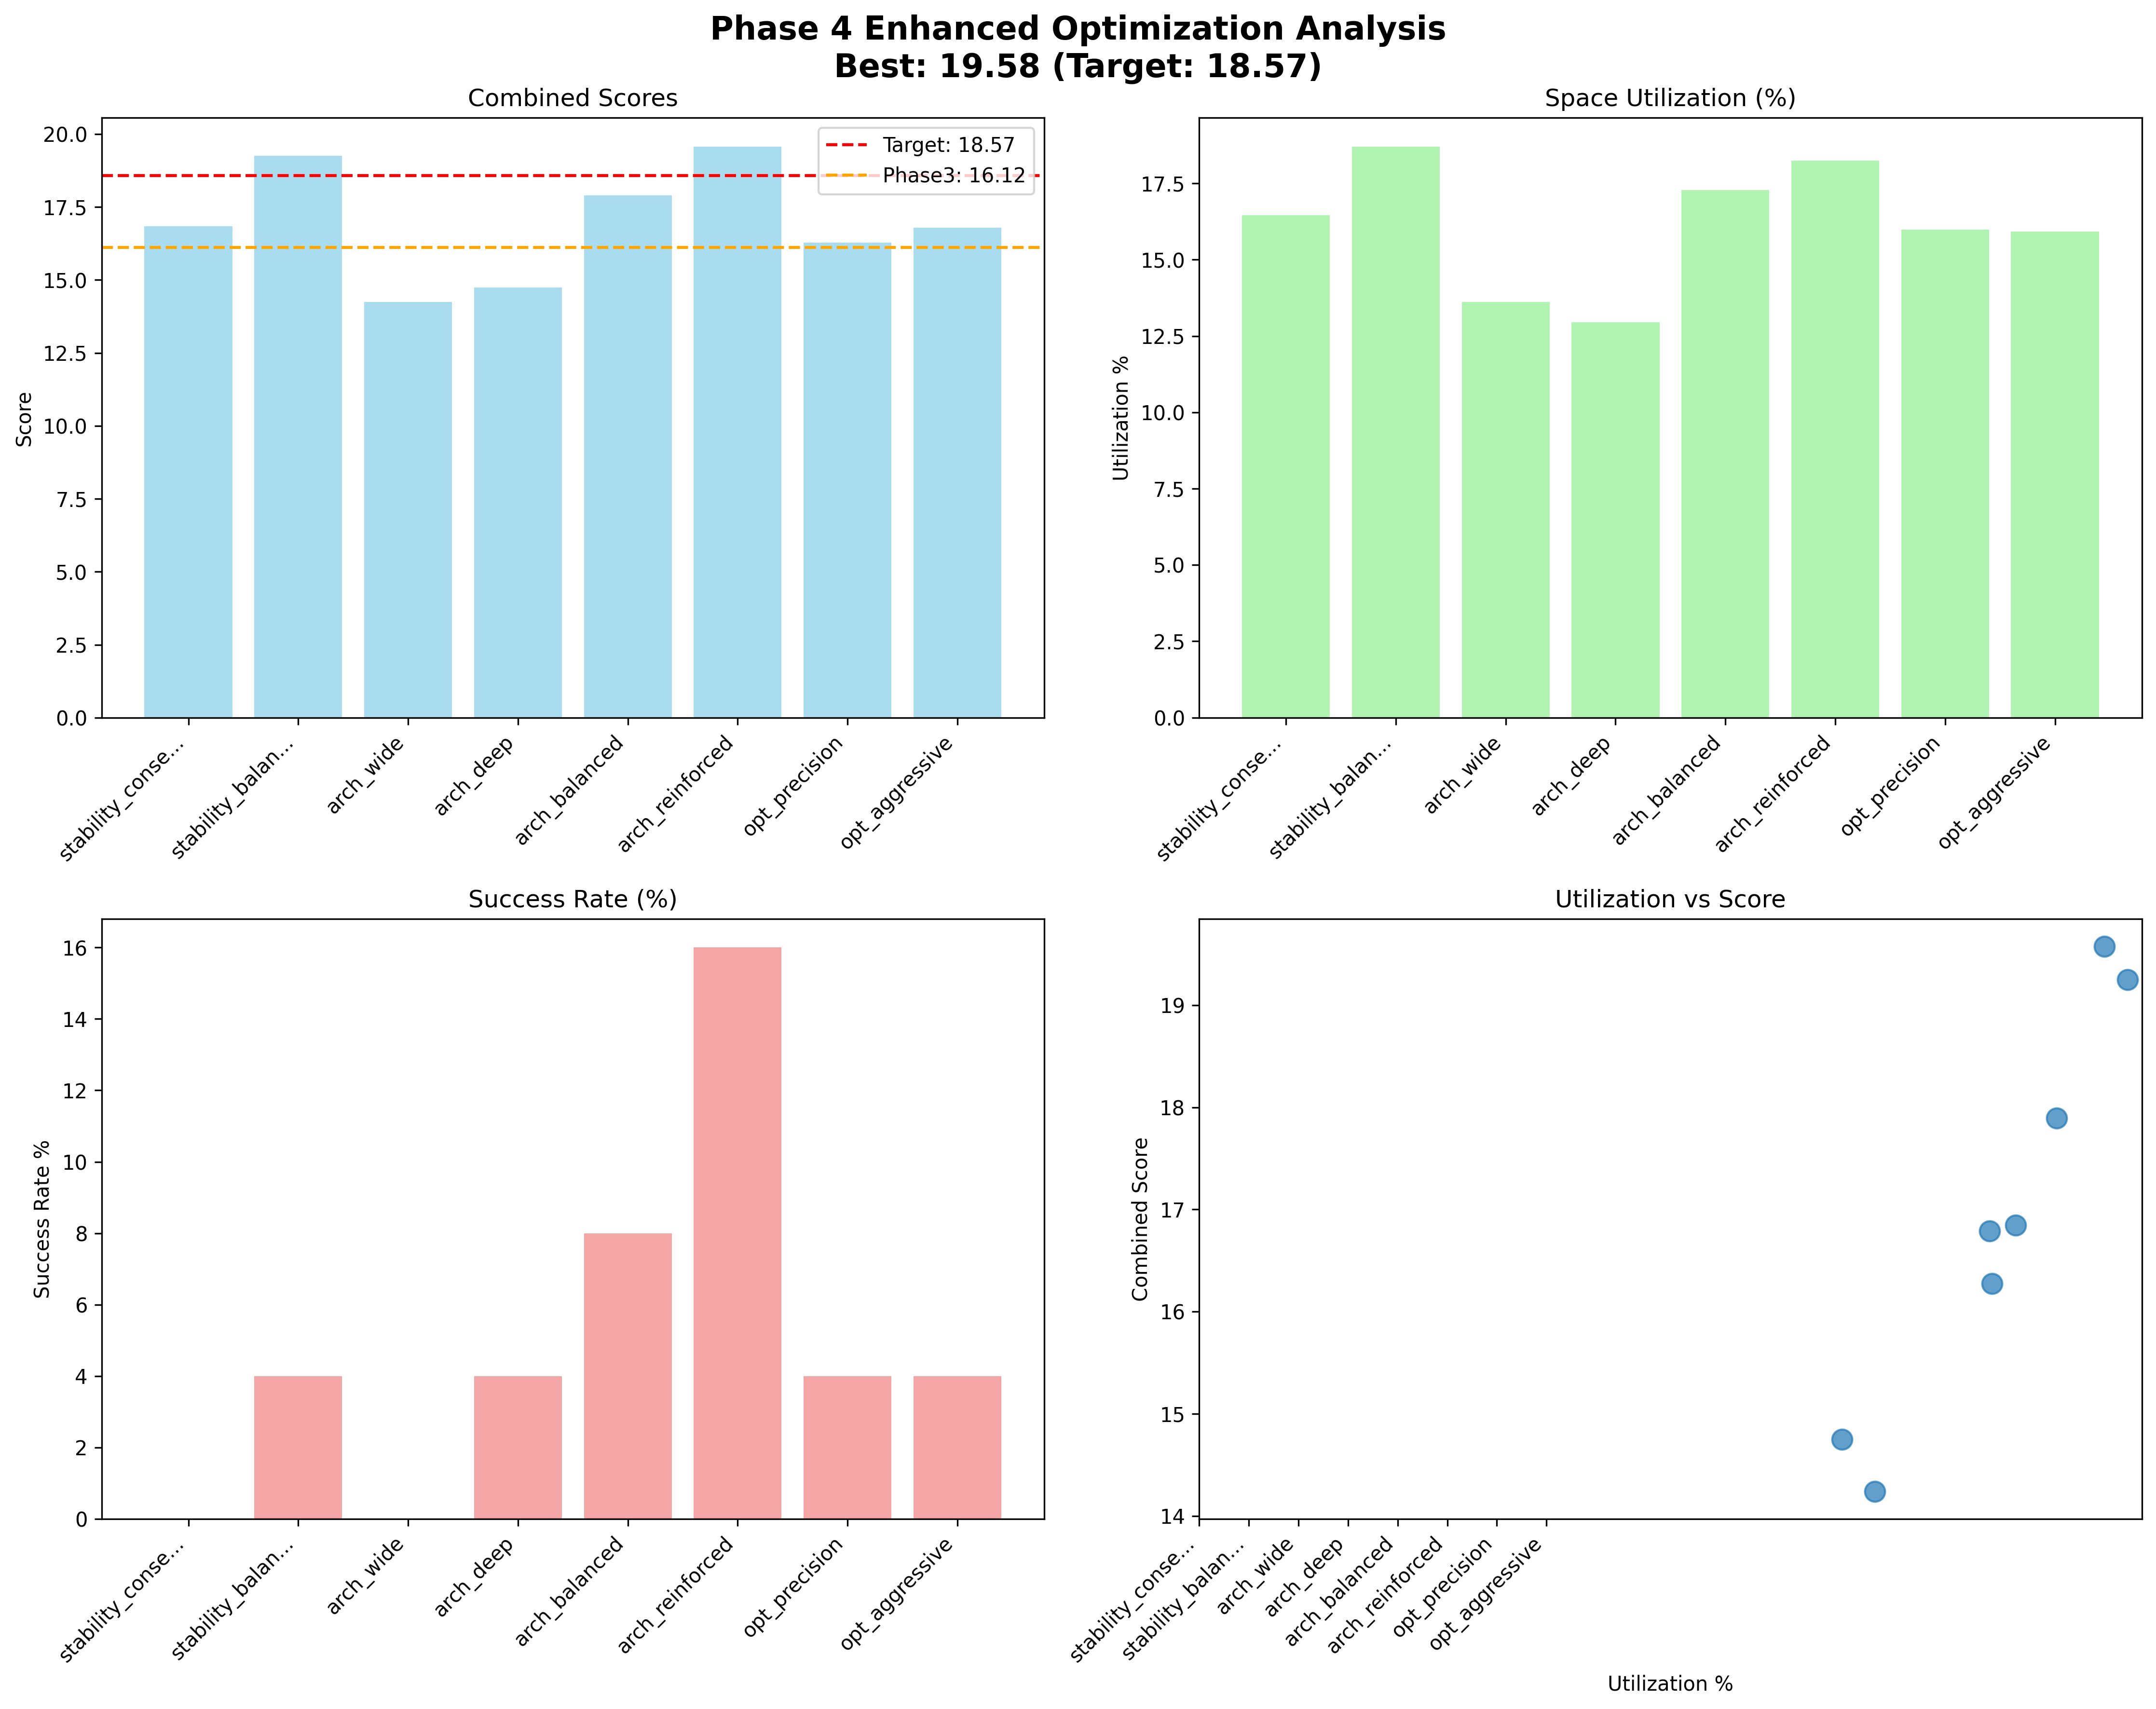 Phase 4 Enhanced Optimization Analysis
Best: 19.58 (Target: 18.57)
Combined Scores
Score
20.0
17.5
15.0
12.5
10.0
7.5
5.0
2.5
0.0
Target: 18.57
Phase3: 16.12
stability_conse...
stability_balan...
arch_wide
arch_deep
arch_balanced
arch_reinforced
opt_precision
opt_aggressive
Space Utilization (%)
Utilization %
17.5
15.0
12.5
10.0
7.5
5.0
2.5
0.0
stability_conse...
stability_balan...
arch_wide
arch_deep
arch_balanced
arch_reinforced
opt_precision
opt_aggressive
Success Rate (%)
Success Rate %
16
14
12
10
8
6
4
2
0
stability_conse...
stability_balan...
arch_wide
arch_deep
arch_balanced
arch_reinforced
opt_precision
opt_aggressive
Utilization vs Score
Combined Score
19
18
17
16
15
14
stability_conse...
stability_balan...
arch_wide
arch_deep
arch_balanced
arch_reinforced
opt_precision
opt_aggressive
Utilization %